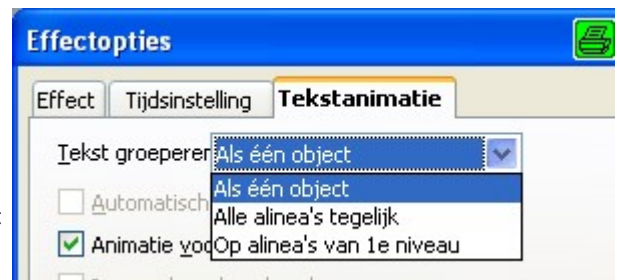 Effectopties
Effect Tijdsinstelling Tekstanimatie
Tekst groeperen Als één object
Als één object
Automatisch
Alle alinea's tegelijk
Animatie Op alinea's van 1e niveau